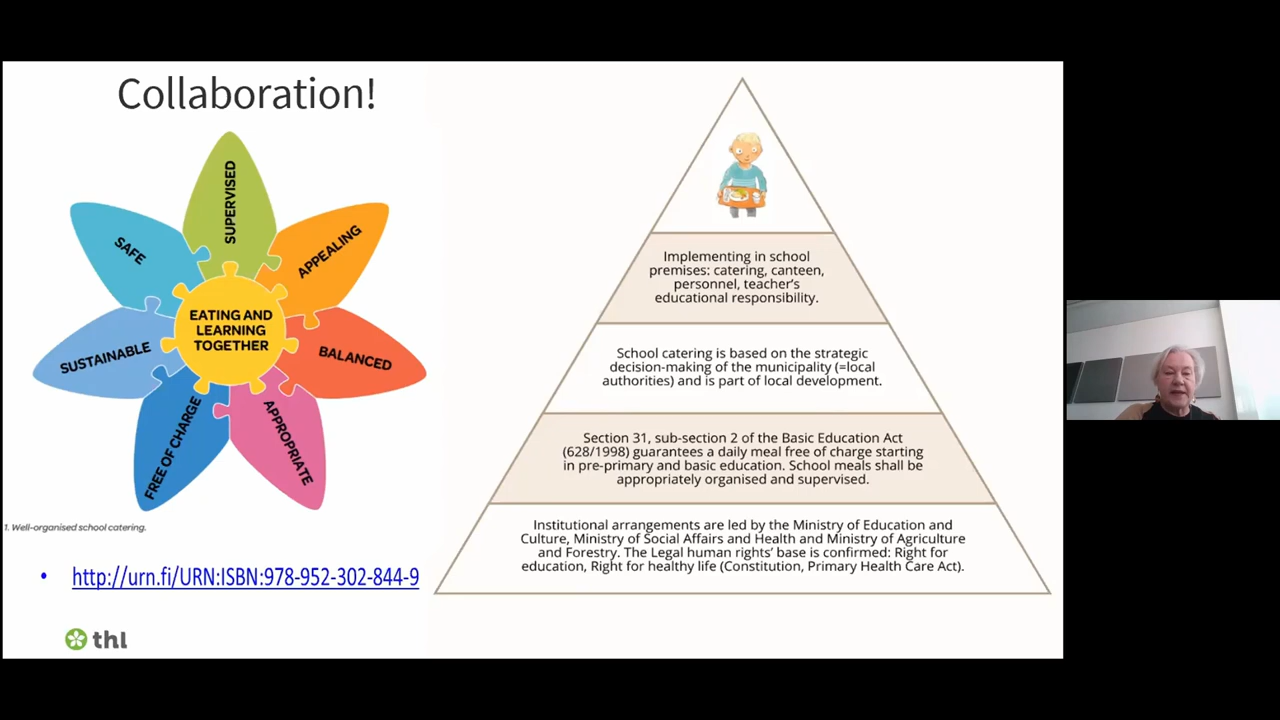 Collaboration!
SUPERVISED
SAFE
APPEALING
EATING AND
LEARNING
TOGETHER
SUSTAINABLE
BALANCED
FREE OF CHARGE
APPROPRIATE
1. Well-organised school catering.
• http://urn.fi/URN:ISBN:978-952-302-844-9
thl
Implementing in school
premises: catering, canteen,
personnel, teacher's
educational responsibility.
School catering is based on the strategic
decision-making of the municipality (=local
authorities) and is part of local development.
Section 31, sub-section 2 of the Basic Education Act
(628/1998) guarantees a daily meal free of charge starting
in pre-primary and basic education. School meals shall be
appropriately organised and supervised.
Institutional arrangements are led by the Ministry of Education and
Culture, Ministry of Social Affairs and Health and Ministry of Agriculture
and Forestry. The Legal human rights' base is confirmed: Right for
education, Right for healthy life (Constitution, Primary Health Care Act).